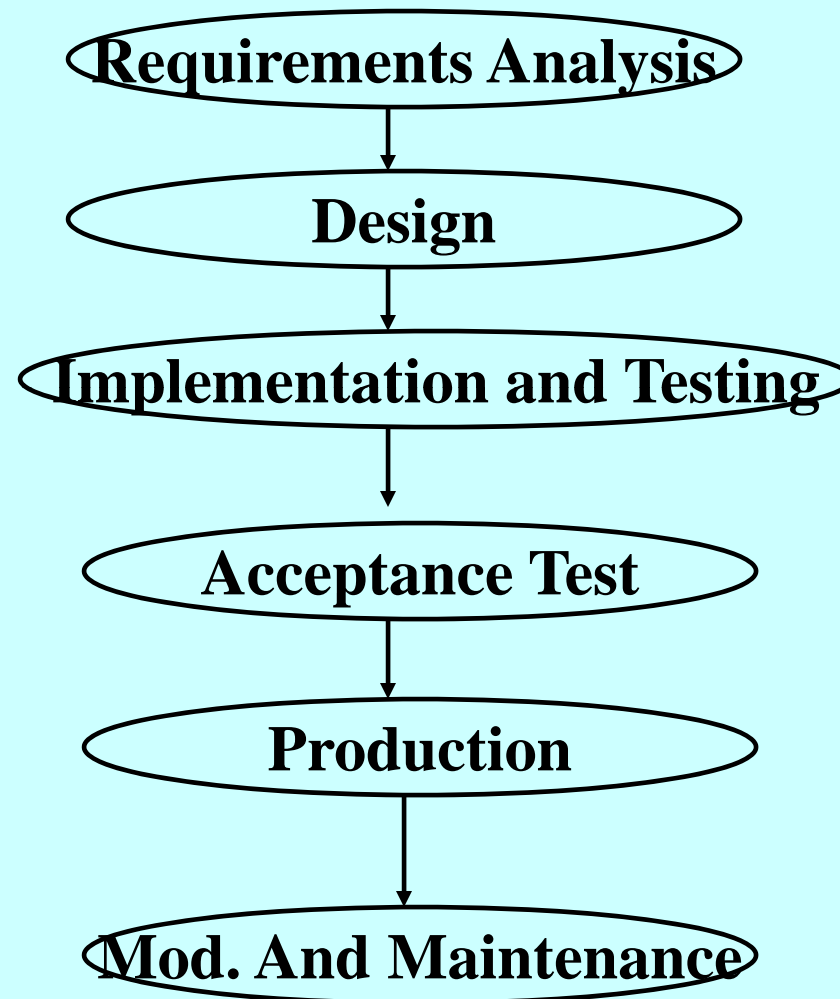 Requirements Analysis
Design
Implementation and Testing
Acceptance Test
Production
Mod. And Maintenance